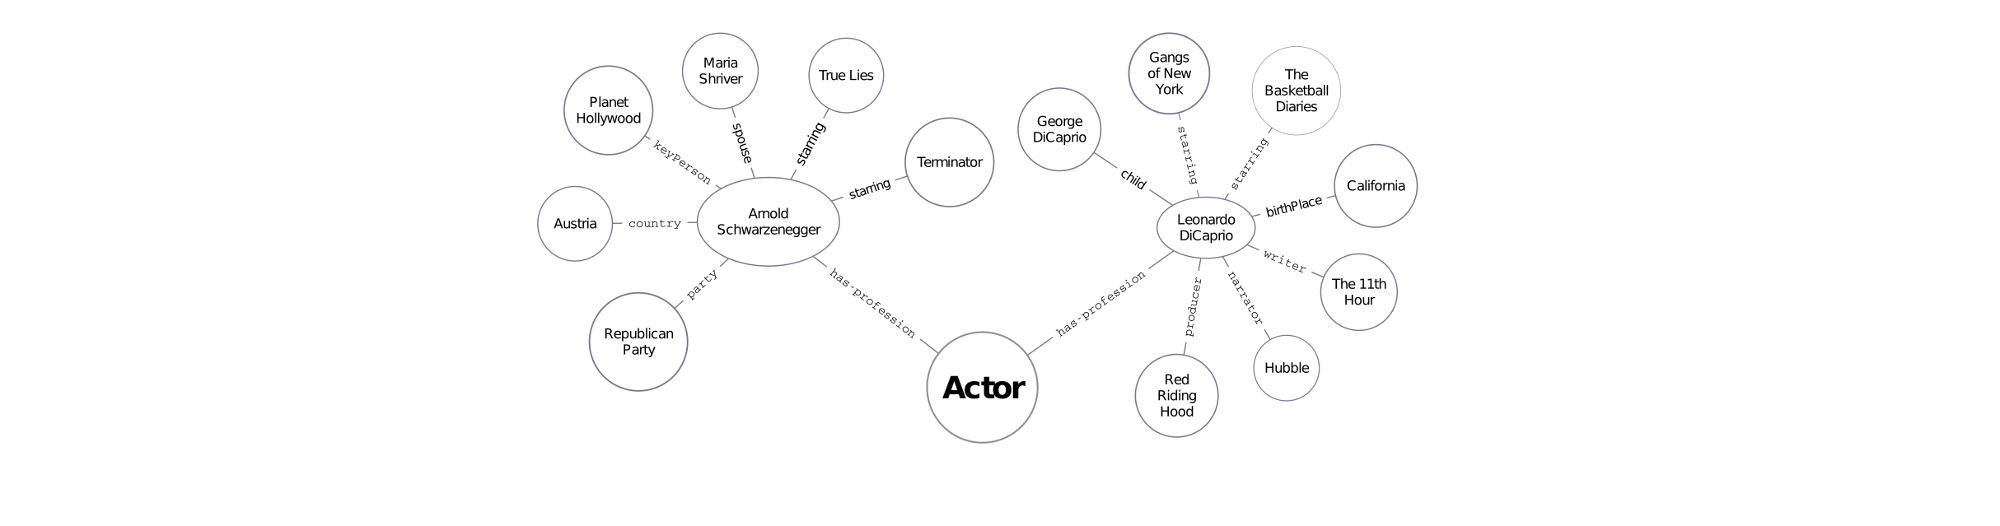 Planet
Hollywood
Maria
Shriver
True Lies
Terminator
Austria
Republican
Party
keyPerson
spouse
starring
starring
country
party
Arnold
Schwarzenegger
has-profession
Actor
has-profession
Leonardo
DiCaprio
George
DiCaprio
Gangs
of New
York
The
Basketball
Diaries
California
The 11th
Hour
Hubble
Red
Riding
Hood
child
starring
starring
birthPlace
writer
narrator
producer